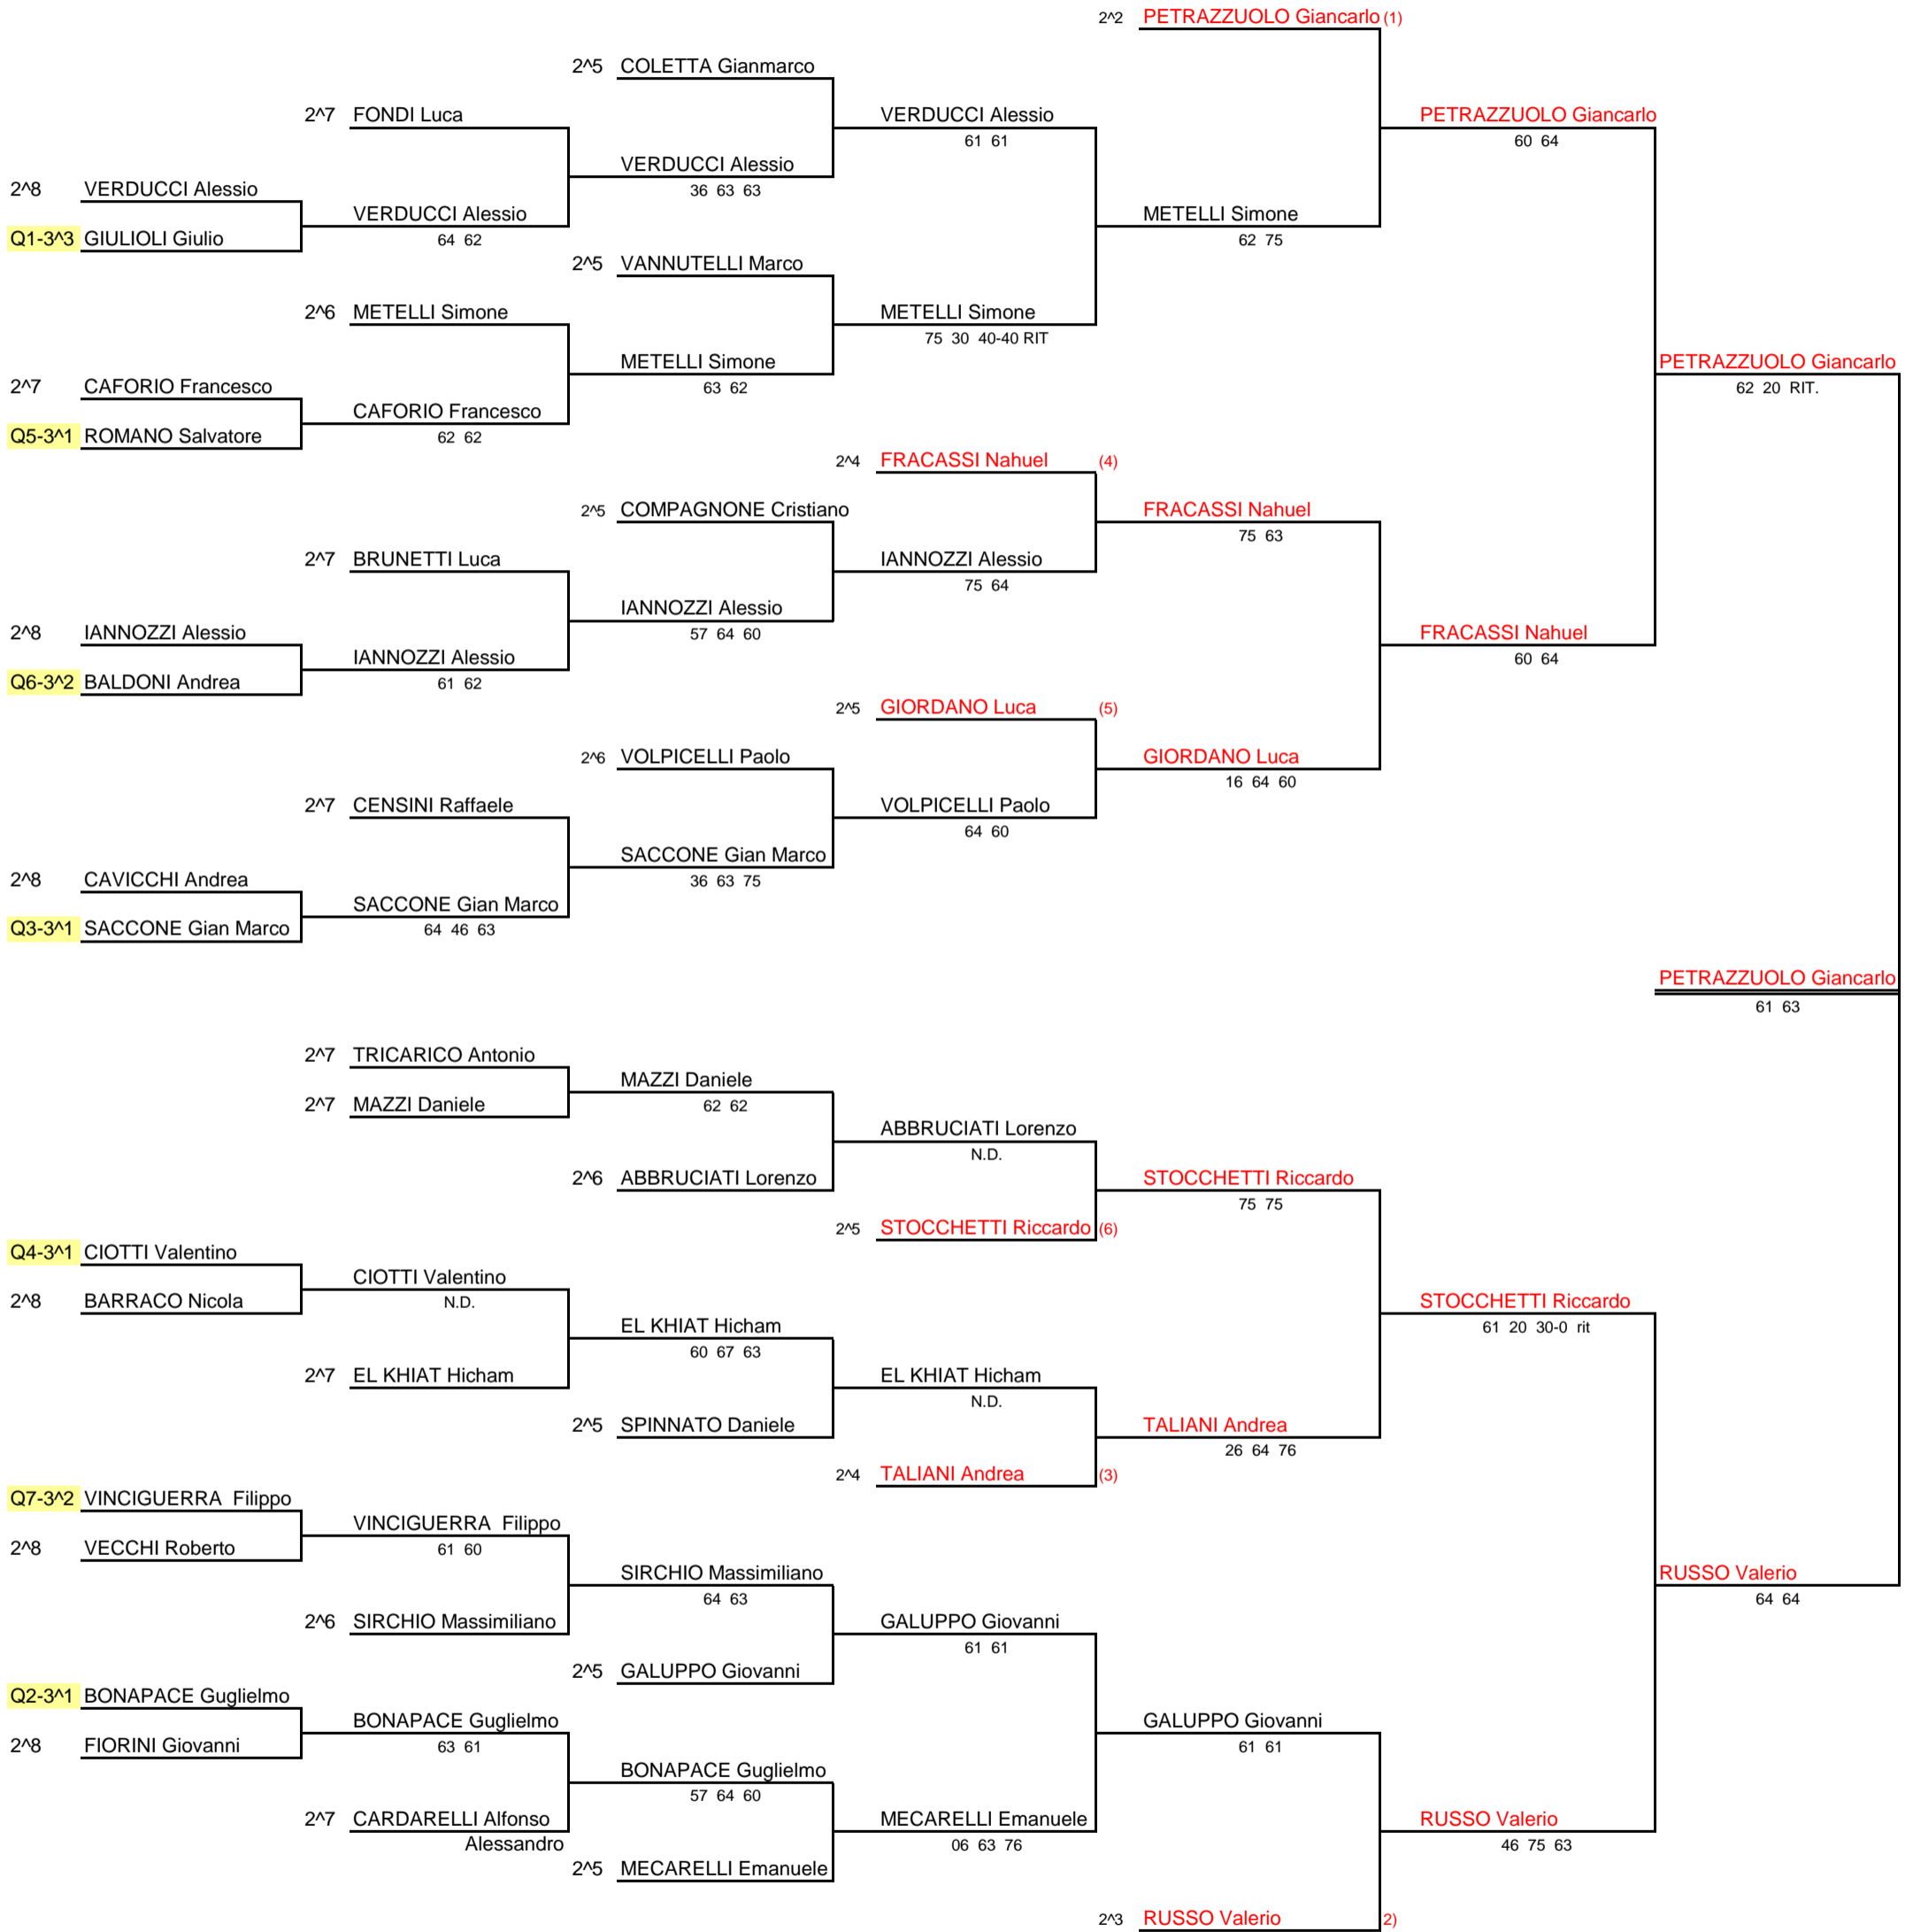 2^2 PETRAZZUOLO Giancarlo (1)
2^5 COLETTA Gianmarco
2^7 FONDI Luca
VERDUCCI Alessio
PETRAZZUOLO Giancarlo
61 61
60 64
VERDUCCI Alessio
36 63 63
2^8 VERDUCCI Alessio
VERDUCCI Alessio
METELLI Simone
Q1-3^3 GIULIOLI Giulio
64 62
62 75
2^5 VANNUTELLI Marco
2^6 METELLI Simone
METELLI Simone
75 30 40-40 RIT
METELLI Simone
PETRAZZUOLO Giancarlo
63 62
62 20 RIT.
2^7 CAFORIO Francesco
CAFORIO Francesco
Q5-3^1 ROMANO Salvatore
62 62
2^4 FRACASSI Nahuel (4)
2^5 COMPAGNONE Cristiano
FRACASSI Nahuel
75 63
2^7 BRUNETTI Luca
IANNOZZI Alessio
75 64
IANNOZZI Alessio
57 64 60
2^8 IANNOZZI Alessio
FRACASSI Nahuel
IANNOZZI Alessio
60 64
Q6-3^2 BALDONI Andrea
61 62
2^5 GIORDANO Luca (5)
2^6 VOLPICELLI Paolo
GIORDANO Luca
16 64 60
2^7 CENSINI Raffaele
VOLPICELLI Paolo
64 60
SACCONE Gian Marco
2^8 CAVICCHI Andrea
36 63 75
SACCONE Gian Marco
Q3-3^1 SACCONE Gian Marco
64 46 63
PETRAZZUOLO Giancarlo
61 63
2^7 TRICARICO Antonio
MAZZI Daniele
2^7 MAZZI Daniele
62 62
ABBRUCIATI Lorenzo
N.D.
2^6 ABBRUCIATI Lorenzo
STOCCHETTI Riccardo
75 75
2^5 STOCCHETTI Riccardo (6)
Q4-3^1 CIOTTI Valentino
CIOTTI Valentino
2^8 BARRACO Nicola
N.D.
STOCCHETTI Riccardo
EL KHIAT Hicham
61 20 30-0 rit
60 67 63
2^7 EL KHIAT Hicham
EL KHIAT Hicham
N.D.
2^5 SPINNATO Daniele
TALIANI Andrea
26 64 76
2^4 TALIANI Andrea (3)
Q7-3^2 VINCIGUERRA Filippo
VINCIGUERRA Filippo
2^8 VECCHI Roberto
61 60
SIRCHIO Massimiliano
RUSSO Valerio
64 63
64 64
2^6 SIRCHIO Massimiliano
GALUPPO Giovanni
61 61
2^5 GALUPPO Giovanni
Q2-3^1 BONAPACE Guglielmo
BONAPACE Guglielmo
GALUPPO Giovanni
2^8 FIORINI Giovanni
63 61
61 61
BONAPACE Guglielmo
57 64 60
2^7 CARDARELLI Alfonso
Alessandro
MECARELLI Emanuele
RUSSO Valerio
06 63 76
46 75 63
2^5 MECARELLI Emanuele
2^3 RUSSO Valerio 2)